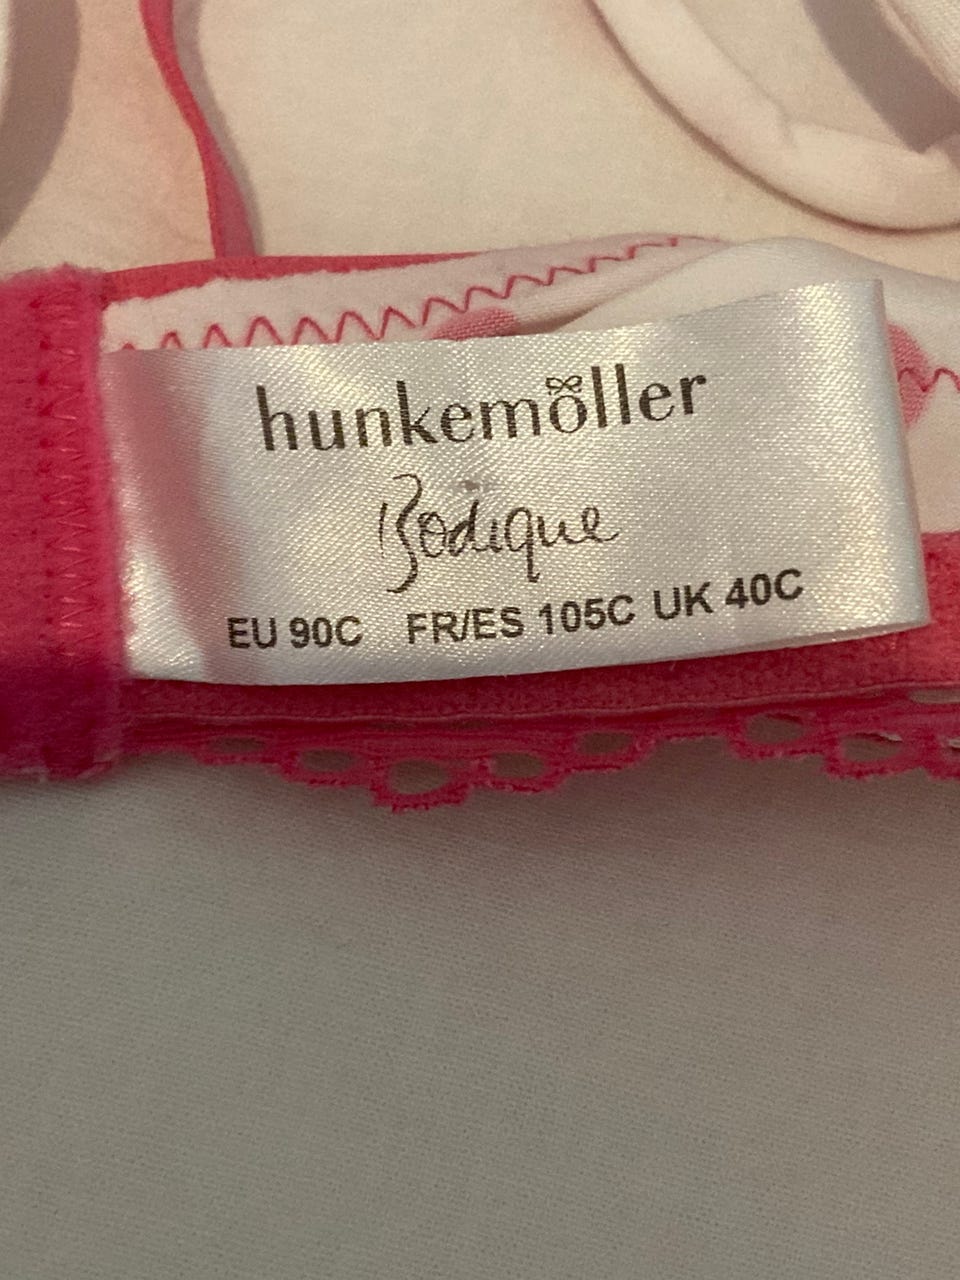 hunkemöller
Bodique
EU 90C FR/ES 105C UK 40C